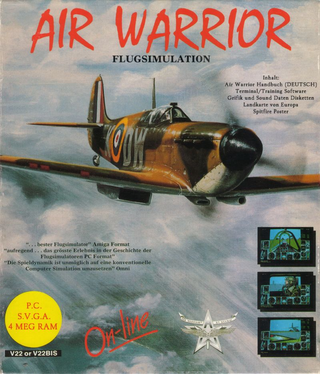 AIR WARRIOR
FLUGSIMULATION
Inhalt:
Air Warrior Handbuch (DEUTSCH)
Terminal/Training Software
Grafik und Sound Daten Disketten
Landkarte von Europa
Spitfire Poster
DW
"... bester Flugsimulator" Amiga Format
"aufregend... das grösste Erlebnis in der Geschichte der
Flugsimulatoren PC Format"
"Die Spieldynamik ist unmöglich auf eine konventionelle
Computer Simulation umzusetzen" Omni
P.C.
S.V.G.A.
4 MEG RAM
On-line
V22 or V22BIS